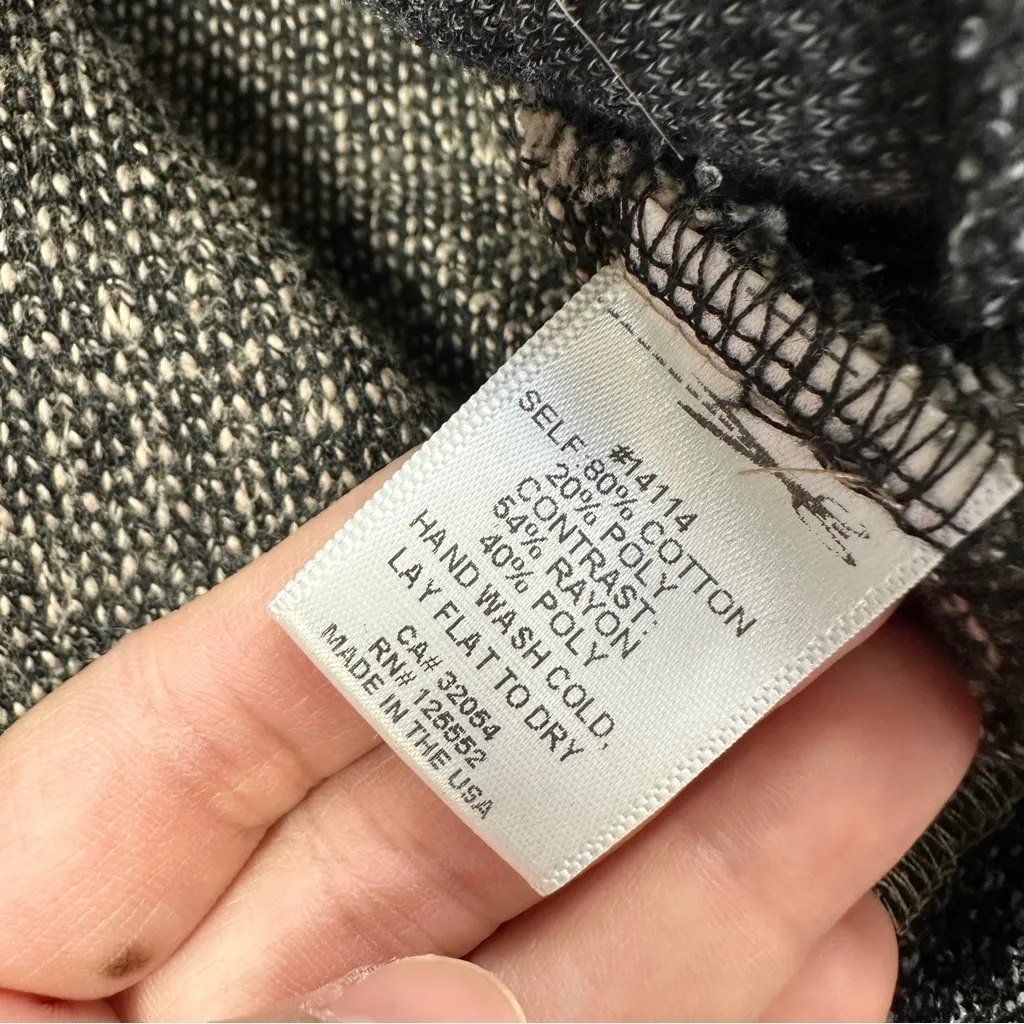 #14114
SELF: 80% COTTON
20% POLY
CONTRAST:
54% RAYON
40% POLY
HAND WASH COLD,
LAY FLAT TO DRY
CA# 32054
RN# 125552
MADE IN THE USA